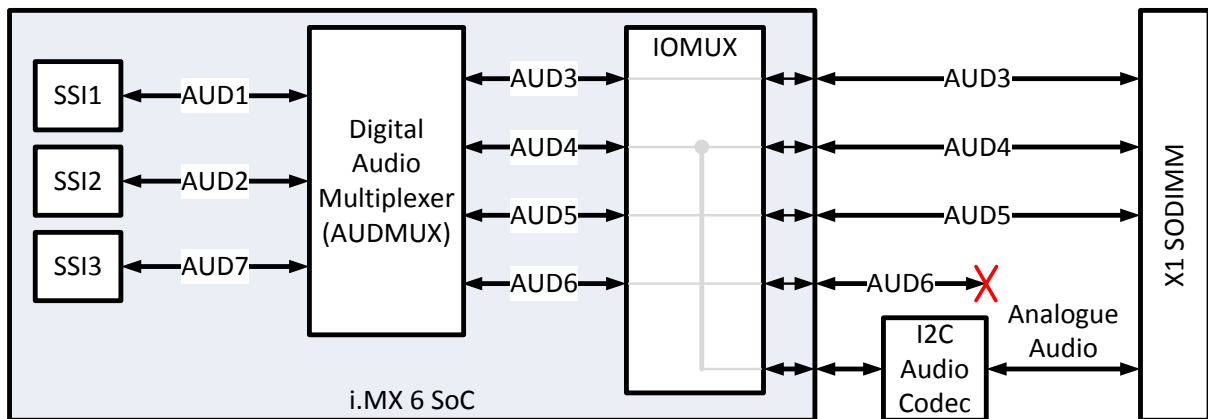 SSI1
AUD1
SSI2
AUD2
SSI3
AUD7
Digital
Audio
Multiplexer
(AUDMUX)
AUD3
AUD4
AUD5
AUD6
IOMUX
AUD3
AUD4
AUD5
AUD6
I2C
Audio
Codec
Analogue
Audio
X1 SODIMM
i.MX 6 SoC